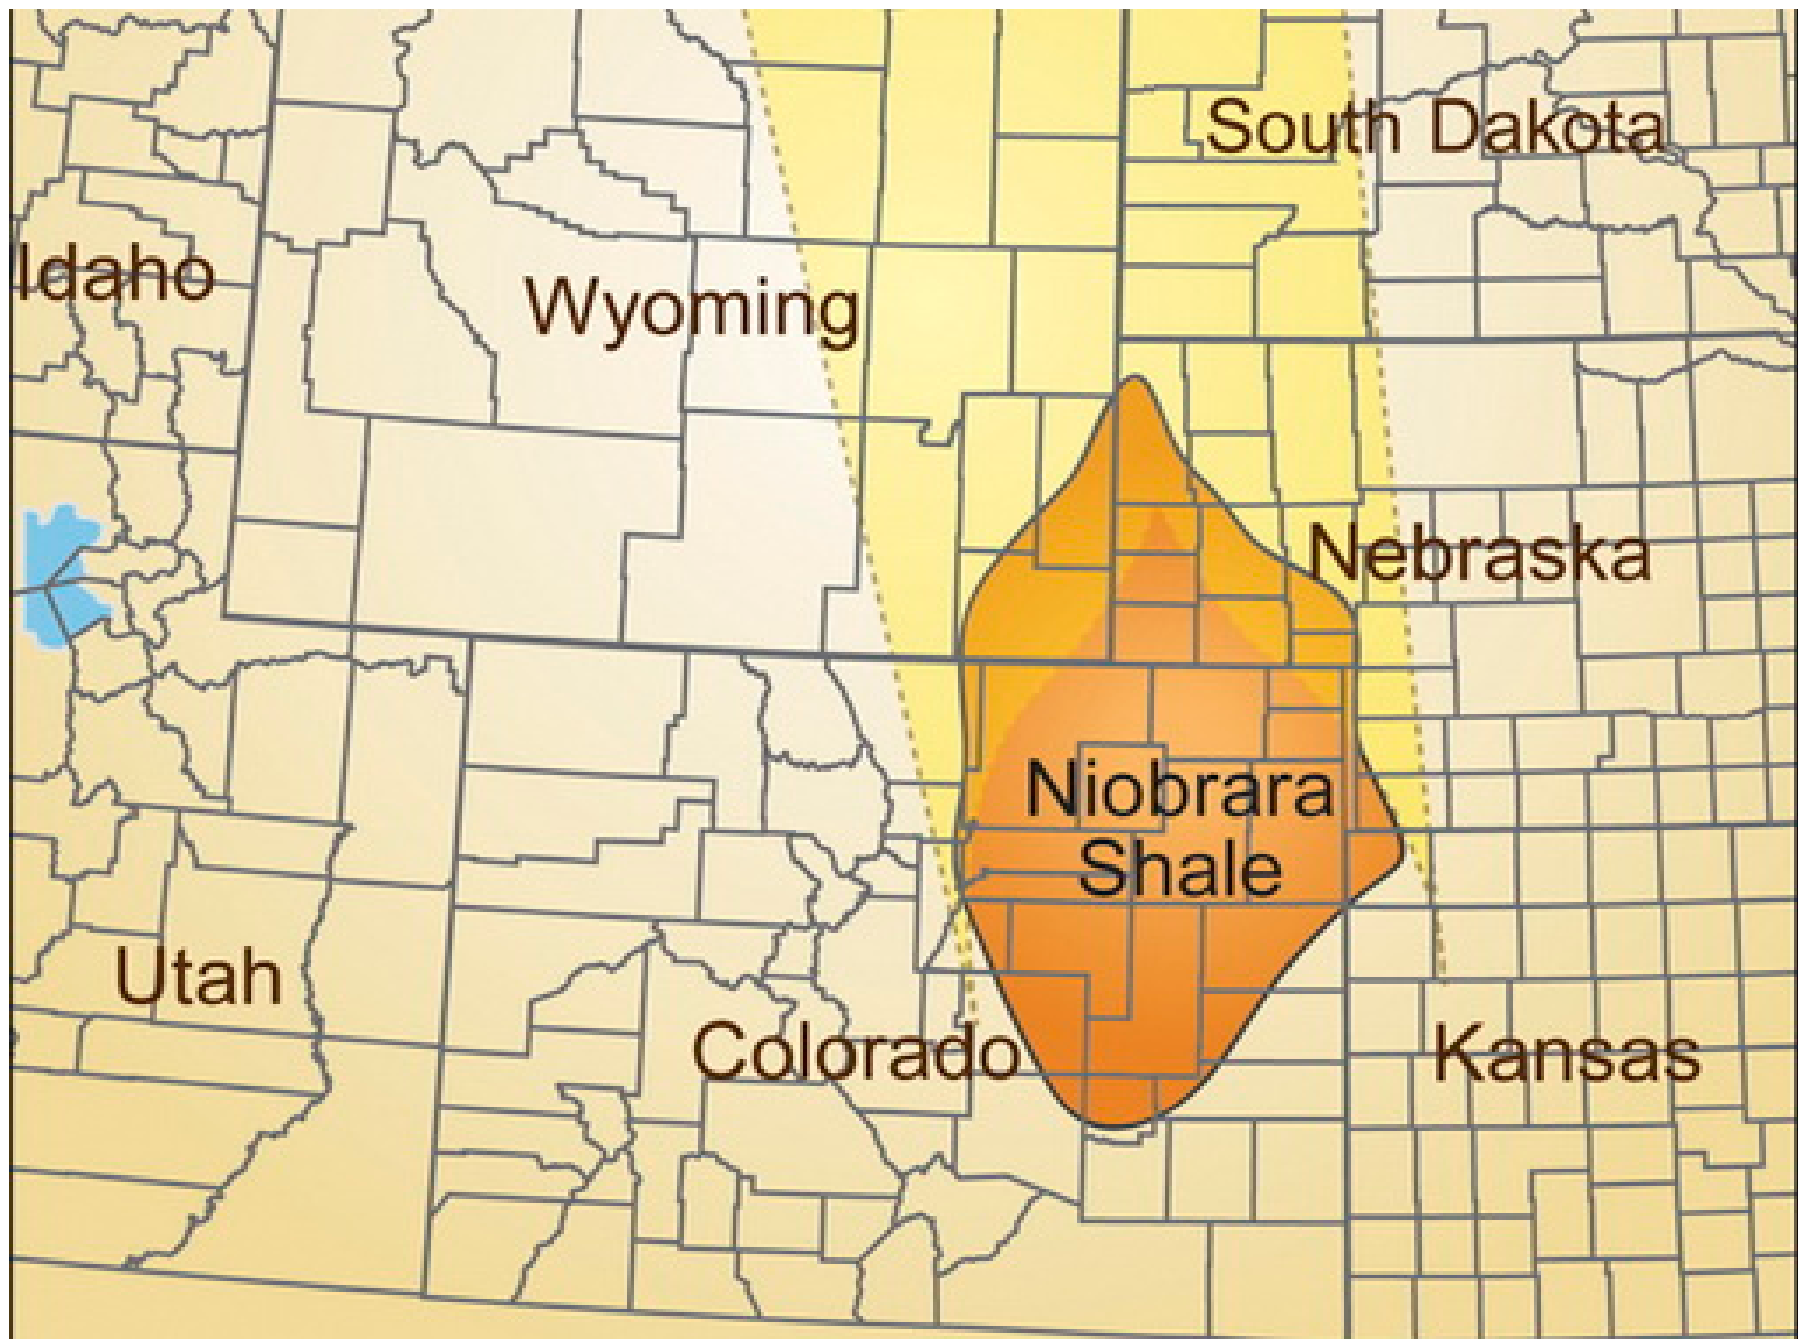 South Dakota
Idaho
Wyoming
Nebraska
Niobrara
Shale
Utah
Colorado
Kansas